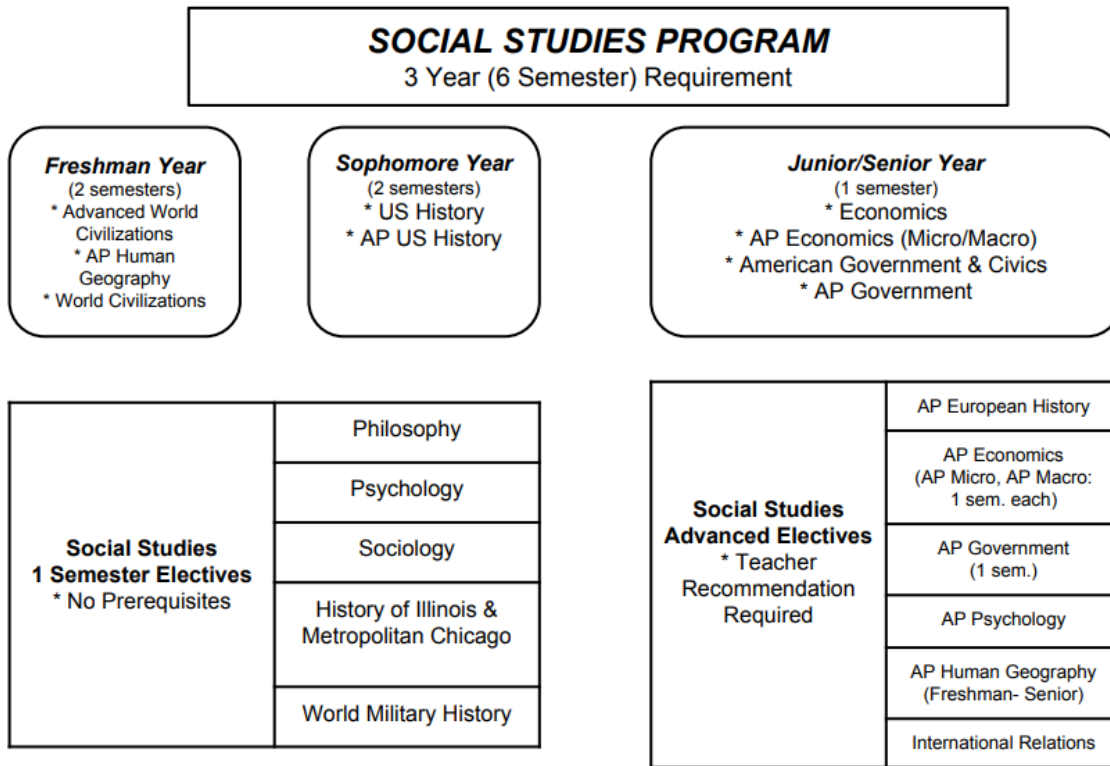 SOCIAL STUDIES PROGRAM
3 Year (6 Semester) Requirement
Freshman Year
(2 semesters)
* Advanced World
Civilizations
* AP Human
Geography
* World Civilizations
Sophomore Year
(2 semesters)
* US History
* AP US History
Junior/Senior Year
(1 semester)
* Economics
* AP Economics (Micro/Macro)
* American Government & Civics
* AP Government
Social Studies
1 Semester Electives
* No Prerequisites
Philosophy
Psychology
Sociology
History of Illinois &
Metropolitan Chicago
World Military History
Social Studies
Advanced Electives
* Teacher
Recommendation
Required
AP European History
AP Economics
(AP Micro, AP Macro:
1 sem. each)
AP Government
(1 sem.)
AP Psychology
AP Human Geography
(Freshman- Senior)
International Relations